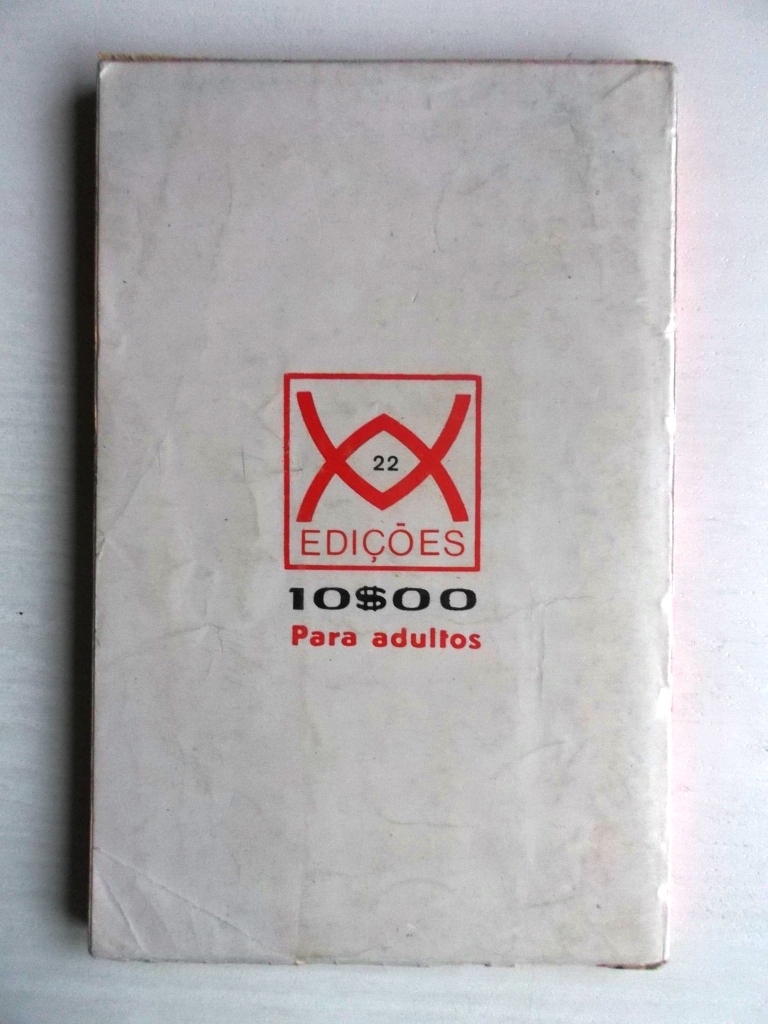 22
EDIÇÕES
10$00
Para adultos